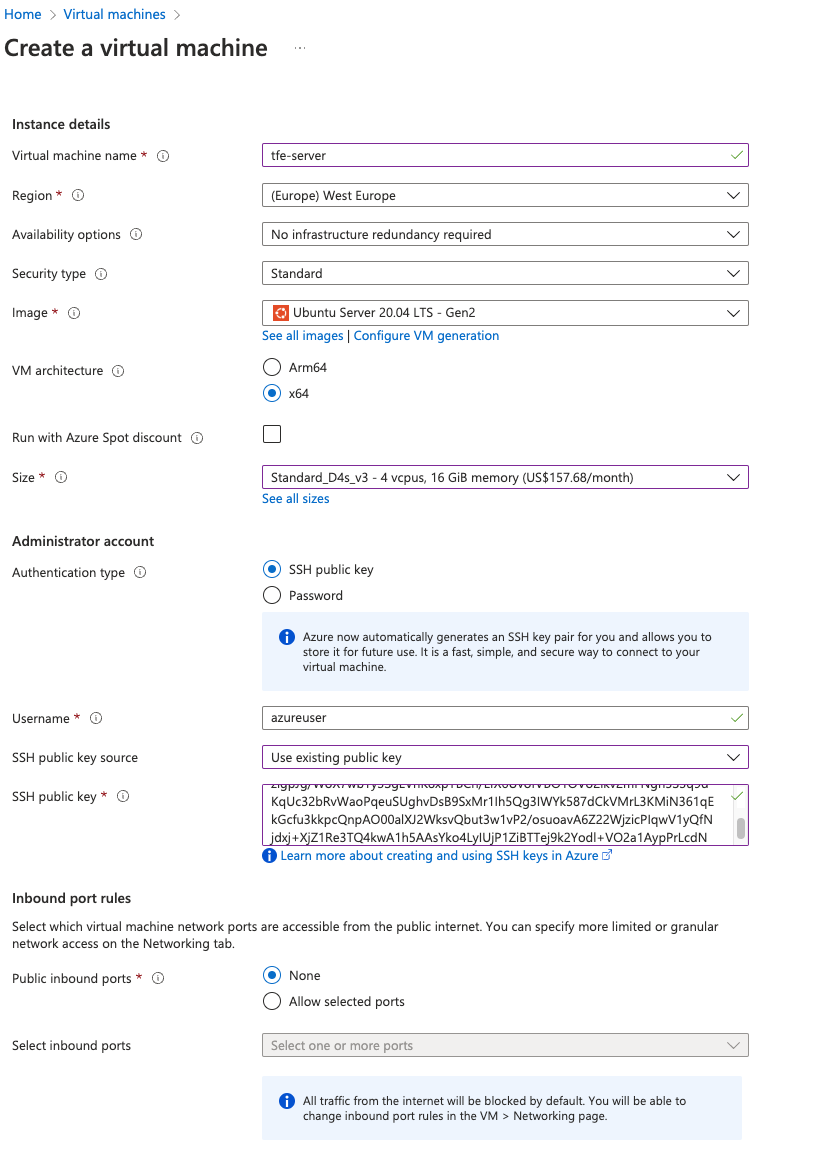 Home > Virtual machines >
Create a virtual machine ...
Instance details
Virtual machine name * tfe-server
Region * (Europe) West Europe
Availability options No infrastructure redundancy required
Security type Standard
Image * Ubuntu Server 20.04 LTS - Gen2
See all images | Configure VM generation
VM architecture Arm64
x64
Run with Azure Spot discount
Size * Standard_D4s_v3 - 4 vcpus, 16 GiB memory (US$157.68/month)
See all sizes
Administrator account
Authentication type SSH public key
Password
Azure now automatically generates an SSH key pair for you and allows you to
store it for future use. It is a fast, simple, and secure way to connect to your
virtual machine.
Username * azureuser
SSH public key source Use existing public key
SSH public key *
KqUc32bRvWaoPqeuSUghvDsB9SxMr1Ih5Qg3IWYk587dCkVMrL3KMiN361qE
kGcfu3kkpcQnpAO00alXJ2WksvQbut3w1vP2/osuoavA6Z22WjzicPIqwV1yQfN
jdxj+XjZ1Re3TQ4kwA1h5AAsYko4LyIUjP1ZiBTTej9k2Yodl+VO2a1AypPrLcdN
Learn more about creating and using SSH keys in Azure
Inbound port rules
Select which virtual machine network ports are accessible from the public internet. You can specify more limited or granular
network access on the Networking tab.
Public inbound ports * None
Allow selected ports
Select inbound ports Select one or more ports
All traffic from the internet will be blocked by default. You will be able to
change inbound port rules in the VM > Networking page.